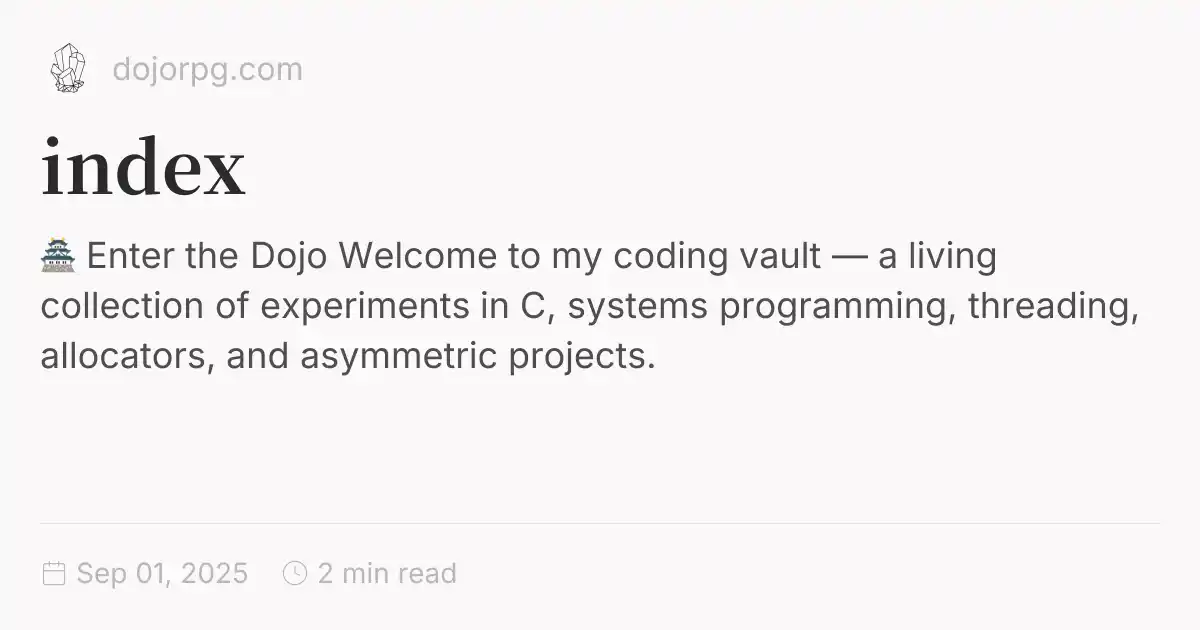 dojorpg.com
index
🏯 Enter the Dojo Welcome to my coding vault — a living
collection of experiments in C, systems programming, threading,
allocators, and asymmetric projects.
Sep 01, 2025 2 min read